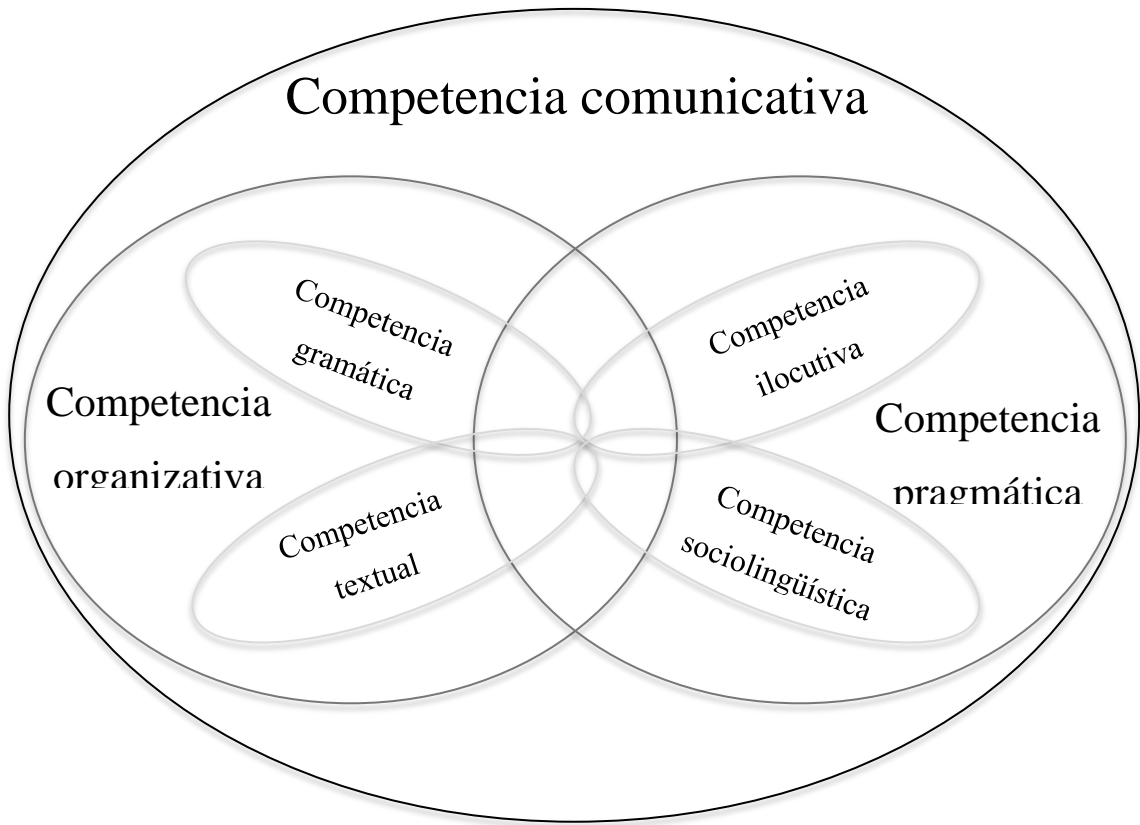 Competencia comunicativa
Competencia
gramática
Competencia
ilocutiva
Competencia
organizativa
Competencia
pragmática
Competencia
textual
Competencia
sociolingüística